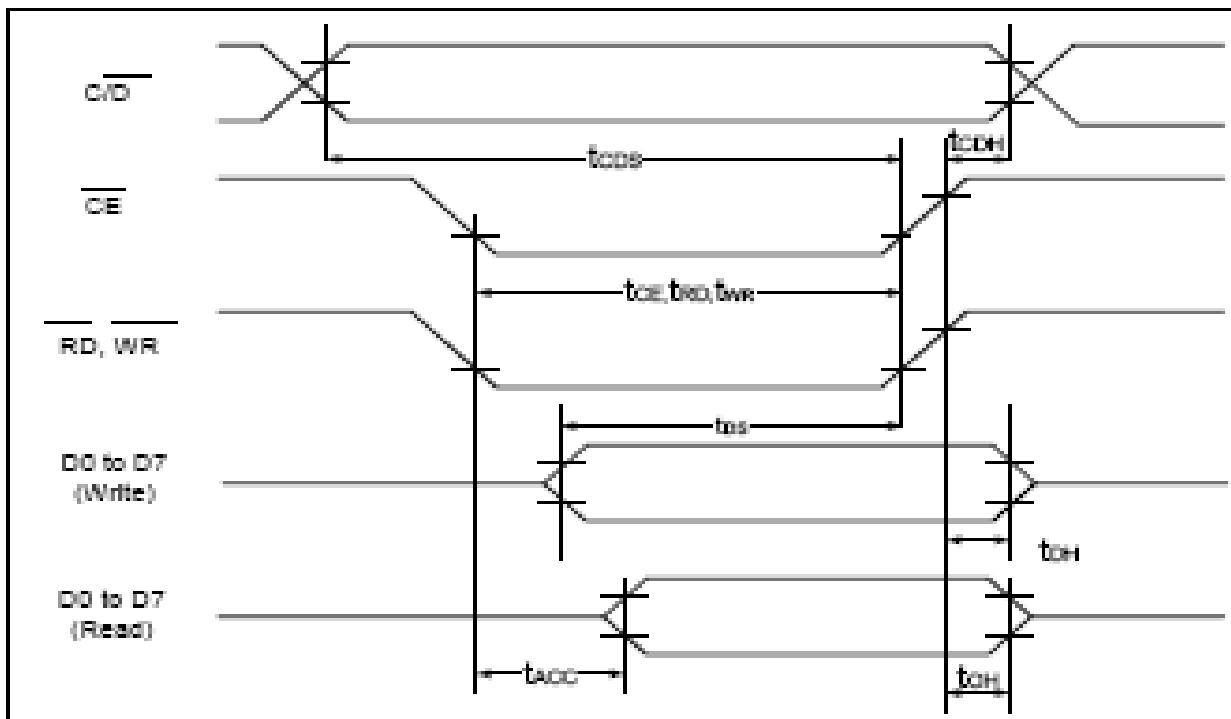 C/D
tCDS
tCDH
CE
tCE,tRD,tWR
RD, WR
tDS
D0 to D7
(Write)
tDH
D0 to D7
(Read)
tACC
tOH